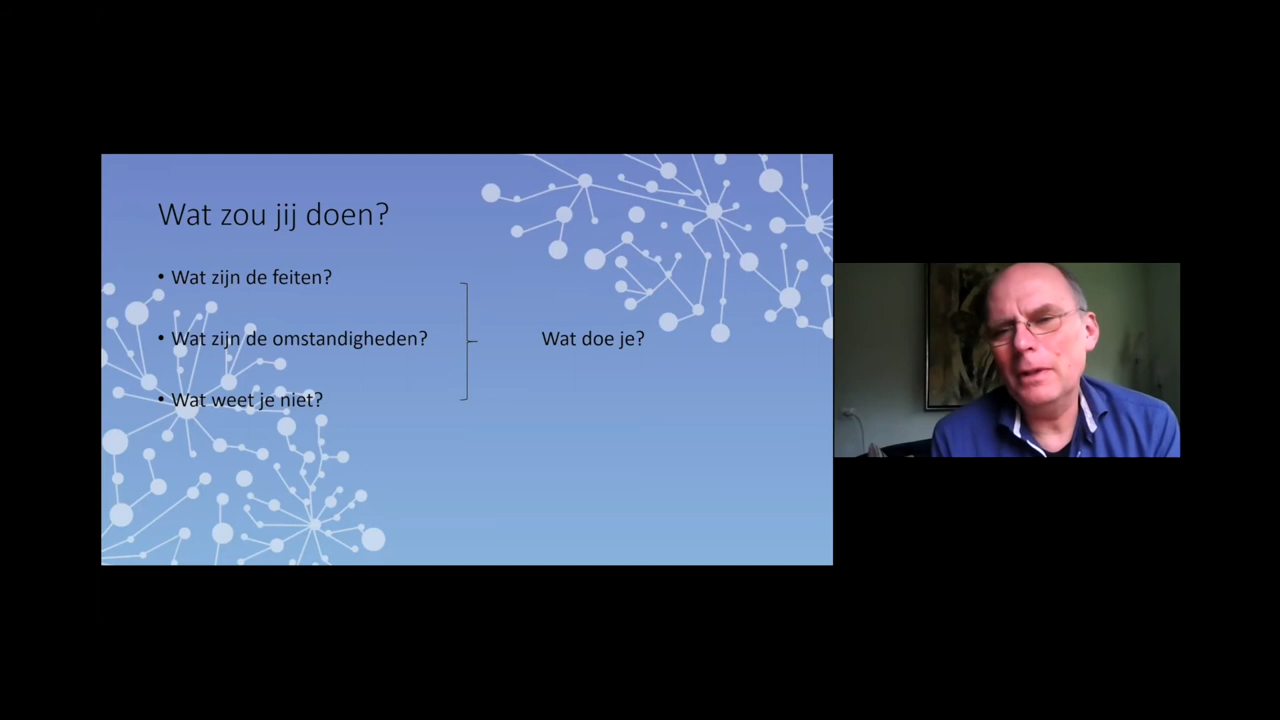 Wat zou jij doen?
• Wat zijn de feiten?
• Wat zijn de omstandigheden?
Wat doe je?
• Wat weet je niet?